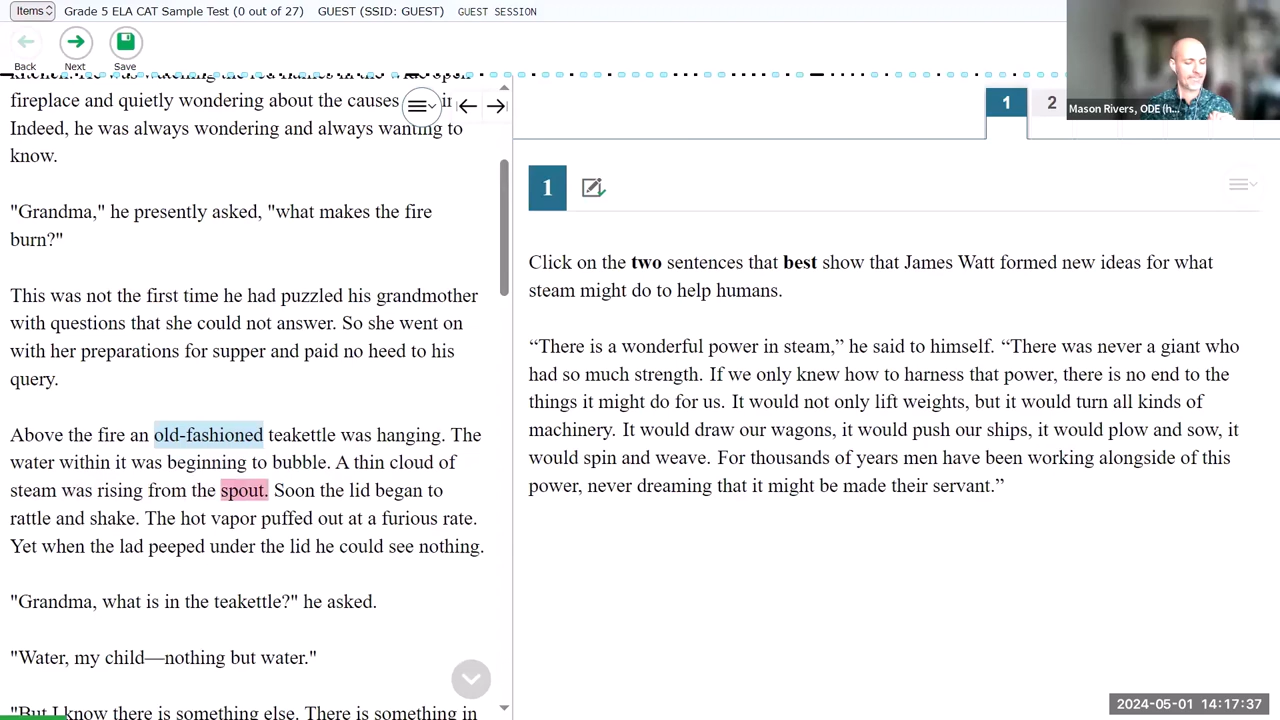 Items
Grade 5 ELA CAT Sample Test (0 out of 27)
GUEST (SSID: GUEST)
GUEST SESSION
Back
Next
Save
fireplace and quietly wondering about the causes
Indeed, he was always wondering and always wanting to
know.
"Grandma," he presently asked, "what makes the fire
burn?"
This was not the first time he had puzzled his grandmother
with questions that she could not answer. So she went on
with her preparations for supper and paid no heed to his
query.
Above the fire an old-fashioned teakettle was hanging. The
water within it was beginning to bubble. A thin cloud of
steam was rising from the spout. Soon the lid began to
rattle and shake. The hot vapor puffed out at a furious rate.
Yet when the lad peeped under the lid he could see nothing.
"Grandma, what is in the teakettle?" he asked.
"Water, my child—nothing but water."
"But I know there is something else. There is something in
1
2
Mason Rivers, ODE (h...
1
Click on the two sentences that best show that James Watt formed new ideas for what
steam might do to help humans.
“There is a wonderful power in steam,” he said to himself. “There was never a giant who
had so much strength. If we only knew how to harness that power, there is no end to the
things it might do for us. It would not only lift weights, but it would turn all kinds of
machinery. It would draw our wagons, it would push our ships, it would plow and sow, it
would spin and weave. For thousands of years men have been working alongside of this
power, never dreaming that it might be made their servant.”
2024-05-01 14:17:37